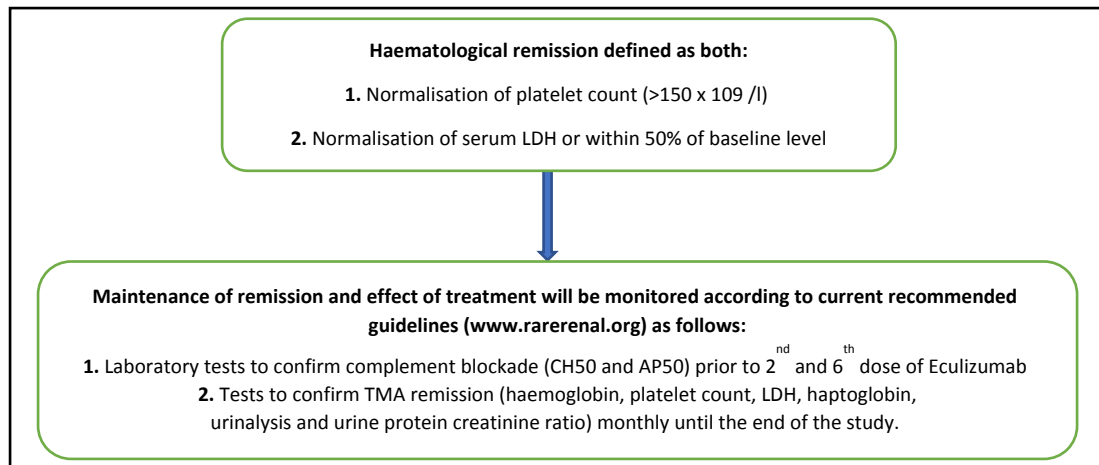 Haematological remission defined as both:
1. Normalisation of platelet count (>150 x 109 /l)
2. Normalisation of serum LDH or within 50% of baseline level
Maintenance of remission and effect of treatment will be monitored according to current recommended
guidelines (www.rarerenal.org) as follows:
1. Laboratory tests to confirm complement blockade (CH50 and AP50) prior to 2nd and 6th dose of Eculizumab
2. Tests to confirm TMA remission (haemoglobin, platelet count, LDH, haptoglobin,
urinalysis and urine protein creatinine ratio) monthly until the end of the study.